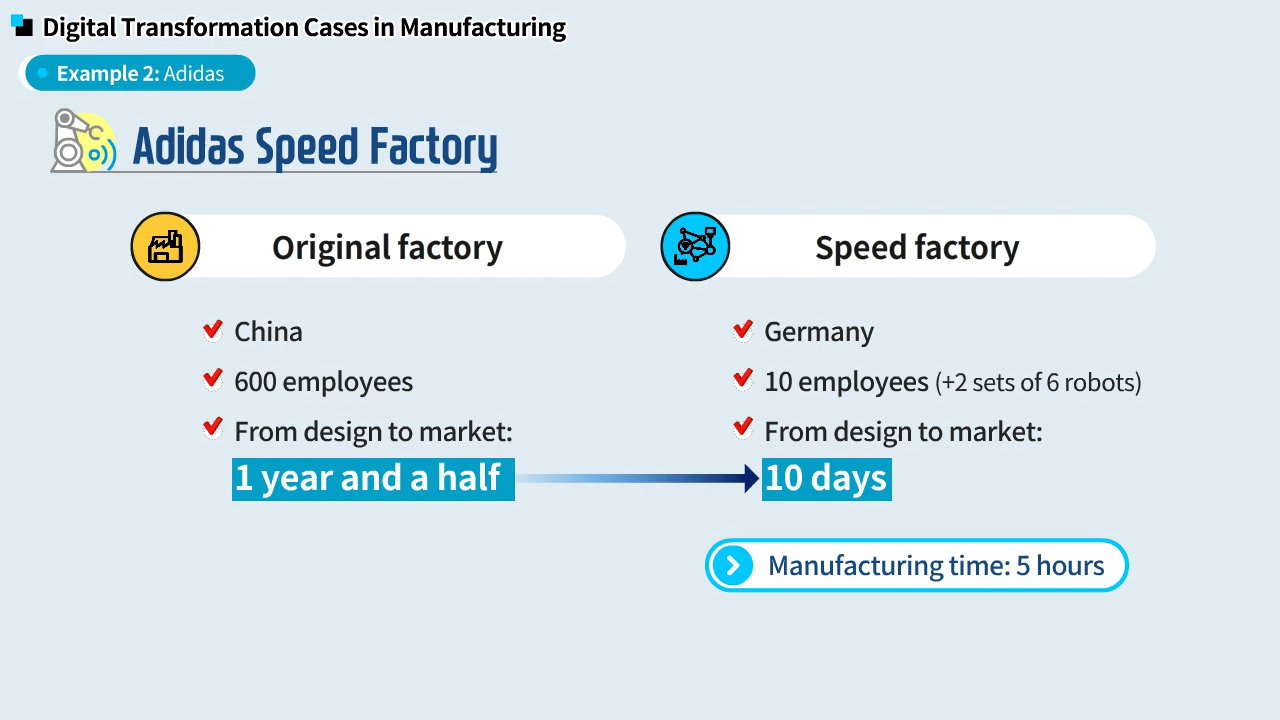 Digital Transformation Cases in Manufacturing
Example 2: Adidas
Adidas Speed Factory
Original factory
China
600 employees
From design to market:
1 year and a half
Speed factory
Germany
10 employees (+2 sets of 6 robots)
From design to market:
10 days
Manufacturing time: 5 hours